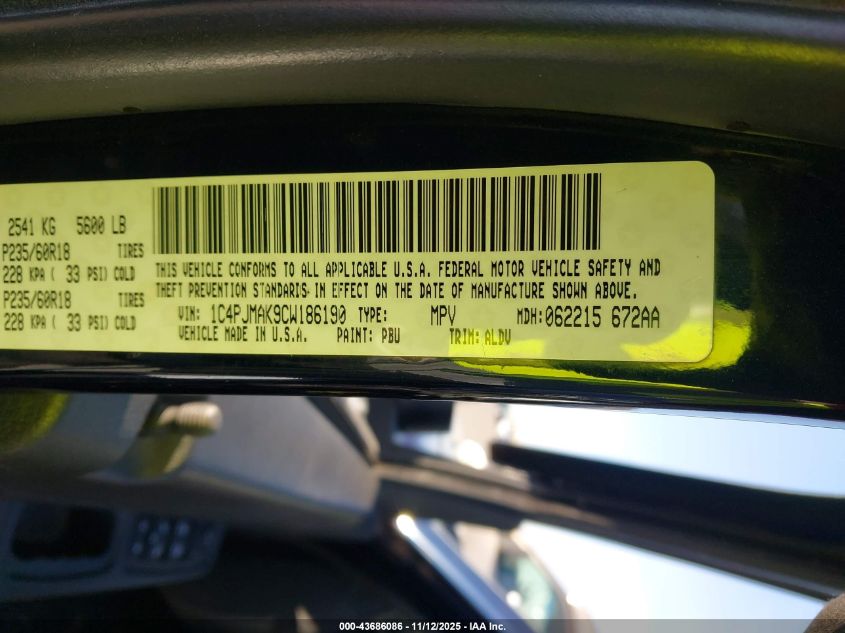 2541 KG 5600 LB
P235/60R18 TIRES
228 KPA ( 33 PSI) COLD
P235/60R18 TIRES
228 KPA ( 33 PSI) COLD
THIS VEHICLE CONFORMS TO ALL APPLICABLE U.S.A. FEDERAL MOTOR VEHICLE SAFETY AND
THEFT PREVENTION STANDARDS IN EFFECT ON THE DATE OF MANUFACTURE SHOWN ABOVE.
VIN: 1C4PJMAK9CW186190 TYPE: MPV MDH:062215 672AA
VEHICLE MADE IN U.S.A. PAINT: PBU TRIM: ALDV
000-43686086 - 11/12/2025 - IAA Inc.